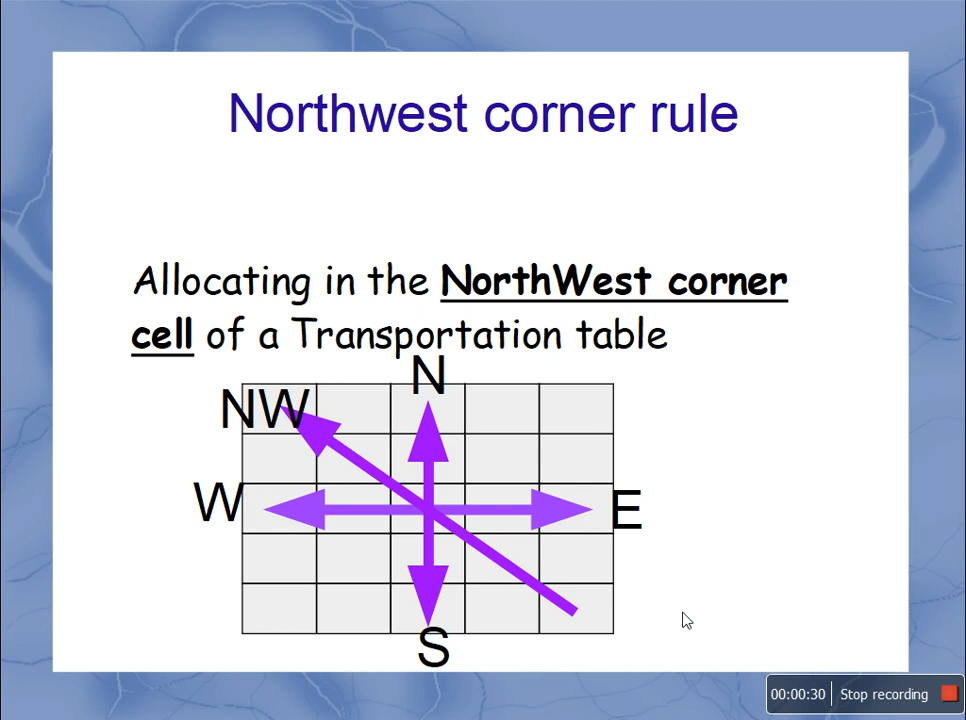 Northwest corner rule
Allocating in the NorthWest corner
cell of a Transportation table
N
NW
W
E
S
00:00:30 Stop recording